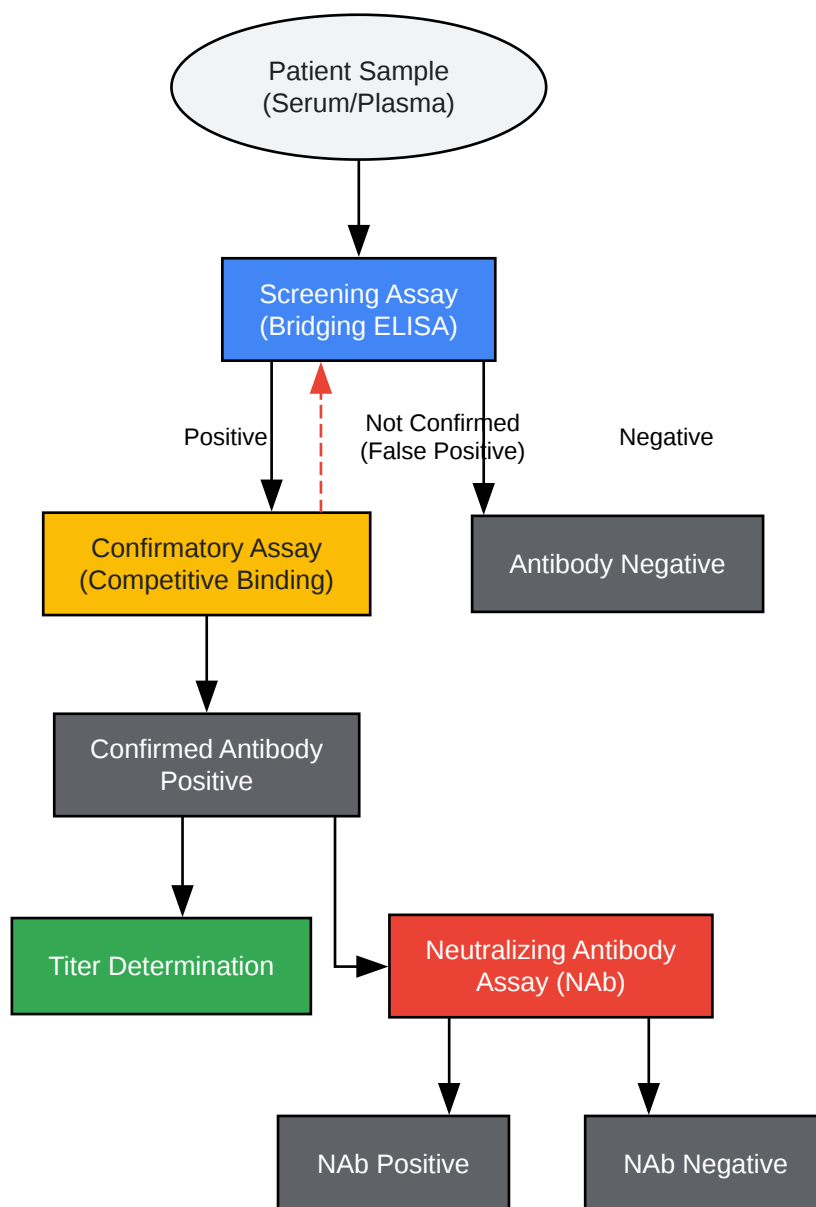 Patient Sample
(Serum/Plasma)
Screening Assay
(Bridging ELISA)
Positive
Not Confirmed
(False Positive)
Negative
Confirmatory Assay
(Competitive Binding)
Antibody Negative
Confirmed Antibody
Positive
Titer Determination
Neutralizing Antibody
Assay (NAb)
NAb Positive
NAb Negative